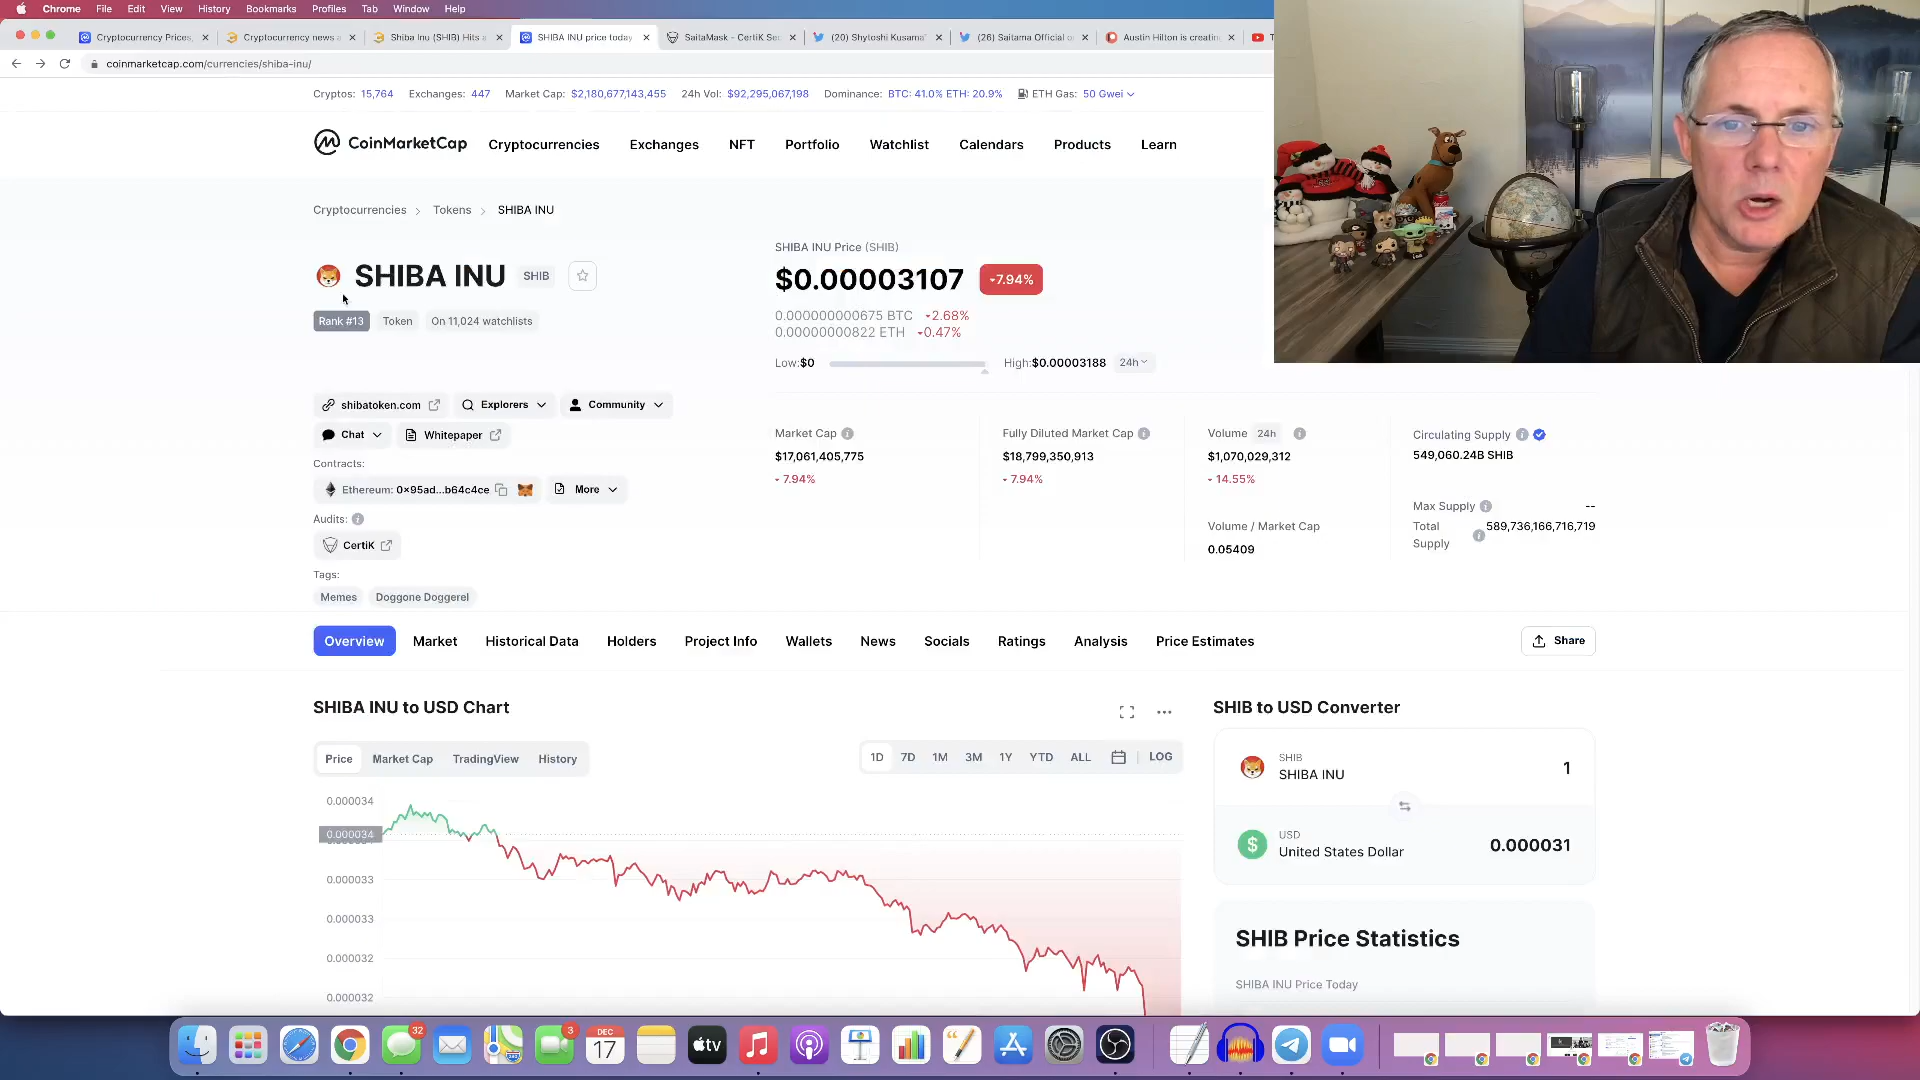 Chrome File Edit View History Bookmarks Profiles Tab Window Help
Cryptocurrency Prices, Cryptocurrency news a Shiba Inu (SHIB) Hits a SHIBA INU price today SaitaMask - CertiK Sec (20) Shytoshi Kusama (26) Saitama Official o Austin Hilton is creatin
coinmarketcap.com/currencies/shiba-inu/
Cryptos: 15,764 Exchanges: 447 Market Cap: $2,180,677,143,455 24h Vol: $92,295,067,198 Dominance: BTC: 41.0% ETH: 20.9% ETH Gas: 50 Gwei
CoinMarketCap Cryptocurrencies Exchanges NFT Portfolio Watchlist Calendars Products Learn
Cryptocurrencies Tokens SHIBA INU
SHIBA INU Price (SHIB)
SHIBA INU SHIB
$0.00003107 7.94%
0.000000000675 BTC 2.68%
Rank #13 Token On 11,024 watchlists
0.00000000822 ETH 0.47%
Low:$0 High:$0.00003188 24h
shibatoken.com Explorers Community
Chat Whitepaper
Market Cap Fully Diluted Market Cap Volume 24h Circulating Supply
$17,061,405,775 $18,799,350,913 $1,070,029,312 549,060.24B SHIB
Contracts:
7.94% 7.94% 14.55%
Ethereum: 0x95ad...b64c4ce More
Max Supply --
Audits:
Volume / Market Cap
Total Supply 589,736,166,716,719
CertiK
0.05409
Tags:
Memes Doggone Doggerel
Overview Market Historical Data Holders Project Info Wallets News Socials Ratings Analysis Price Estimates Share
SHIBA INU to USD Chart
SHIB to USD Converter
Price Market Cap TradingView History
1D 7D 1M 3M 1Y YTD ALL LOG
SHIB
SHIBA INU 1
0.000034
0.000034
USD
United States Dollar 0.000031
0.000033
0.000033
SHIB Price Statistics
0.000032
SHIBA INU Price Today
0.000032
32 3 DEC 17 tv